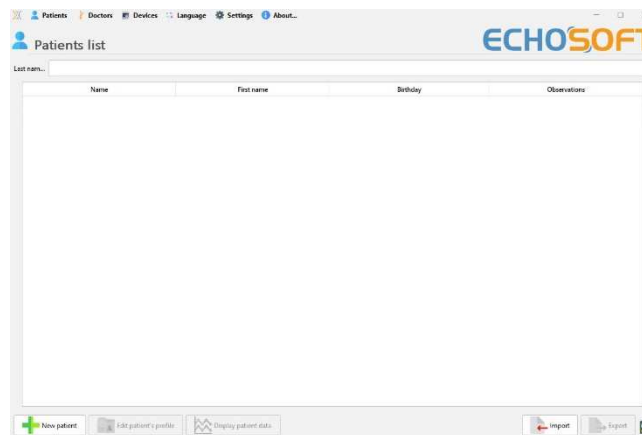 Patients Doctors Devices Language Settings About...
Patients list
ECHOSOFT
Last nam...
Name First name Birthday Observations
New patient Edit patient's profile Display patient data Import Export